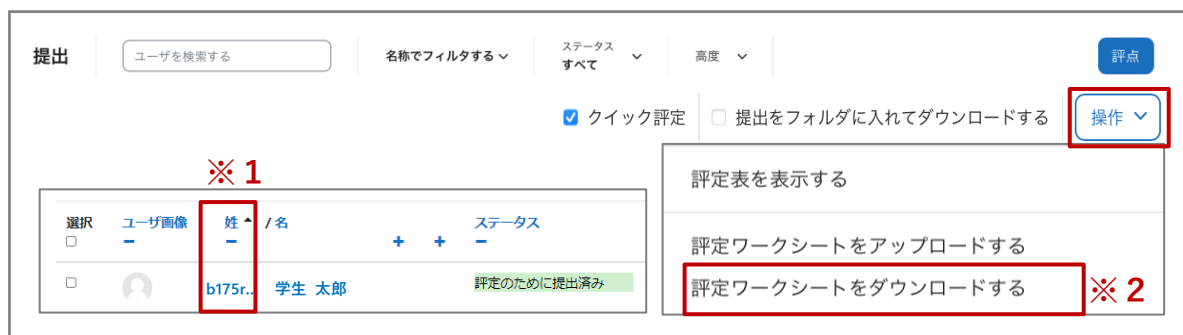 提出 ユーザを検索する 名称でフィルタする ステータス すべて 高度 評点
クイック評定 提出をフォルダに入れてダウンロードする 操作
※1
選択 ユーザ画像 姓 / 名 ステータス
b175r... 学生 太郎 評定のために提出済み
評定表を表示する
評定ワークシートをアップロードする
評定ワークシートをダウンロードする ※2